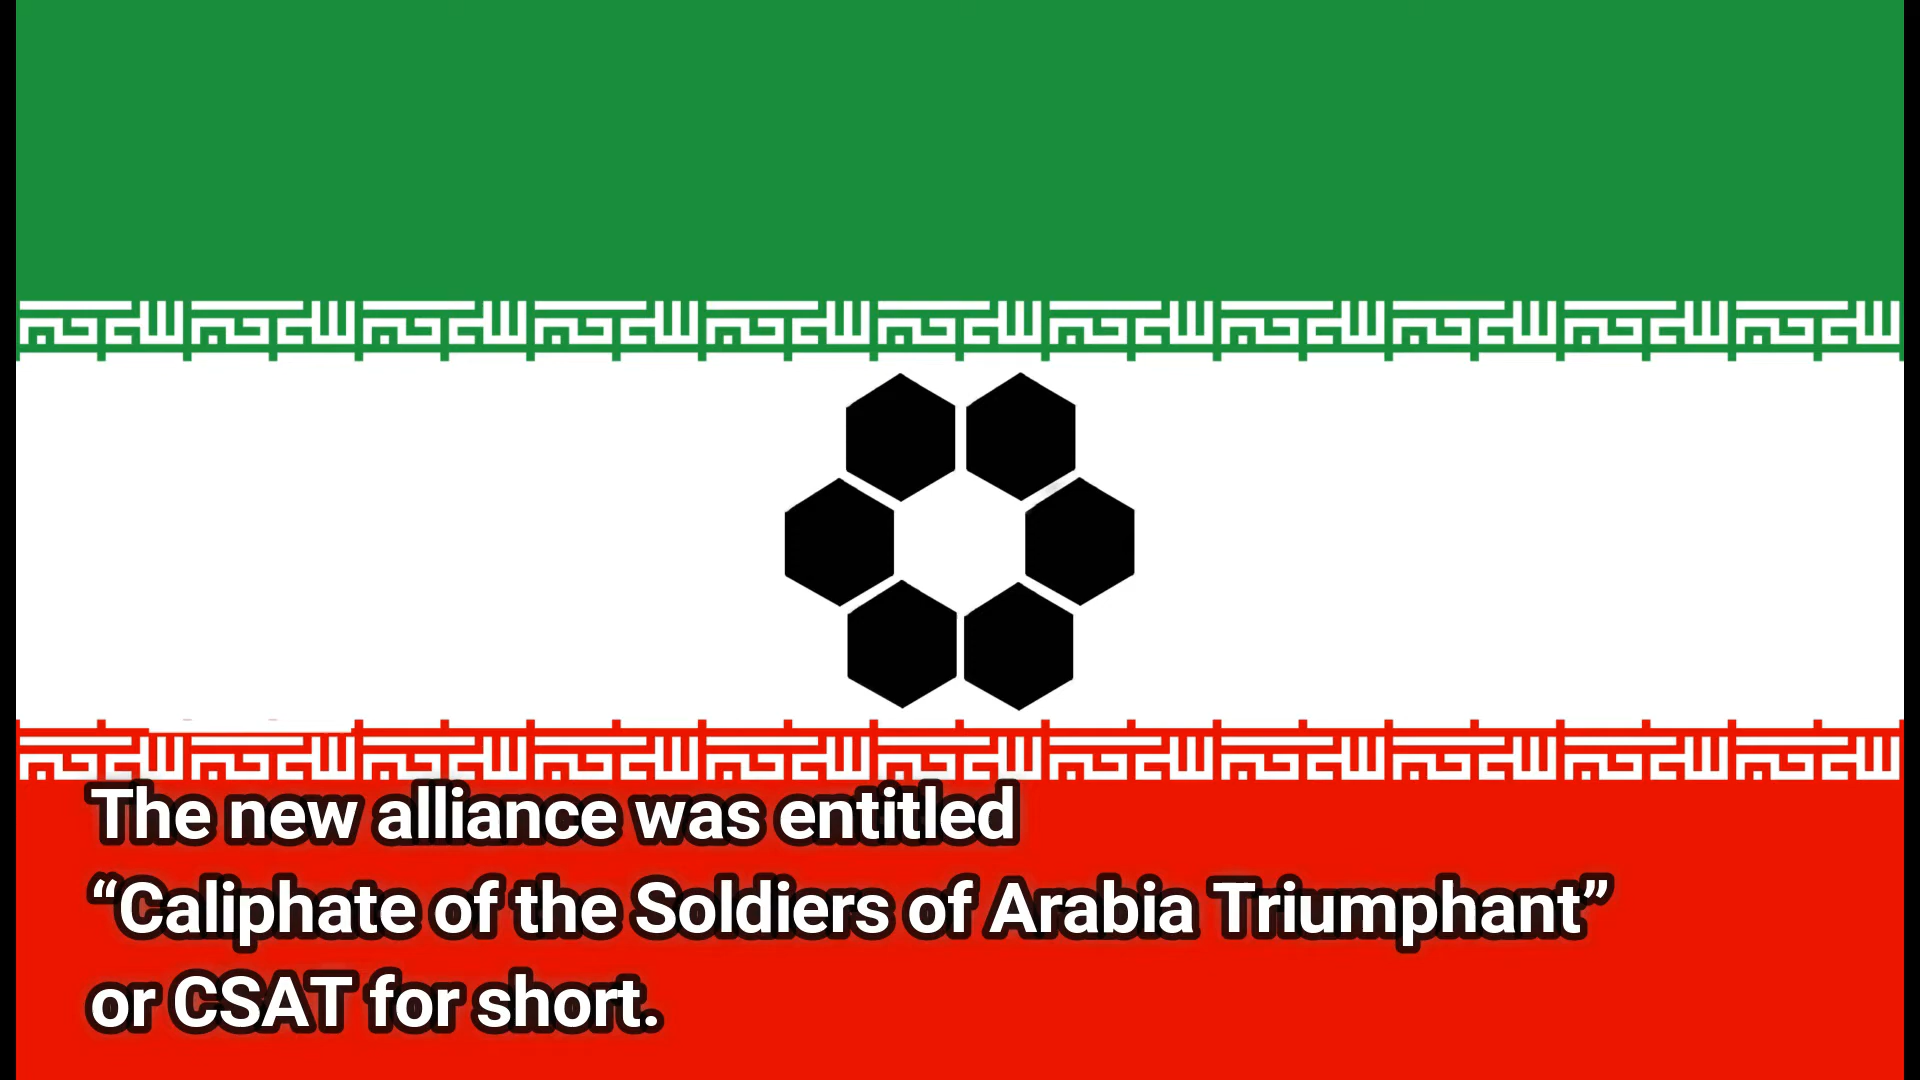 The new alliance was entitled
“Caliphate of the Soldiers of Arabia Triumphant”
or CSAT for short.